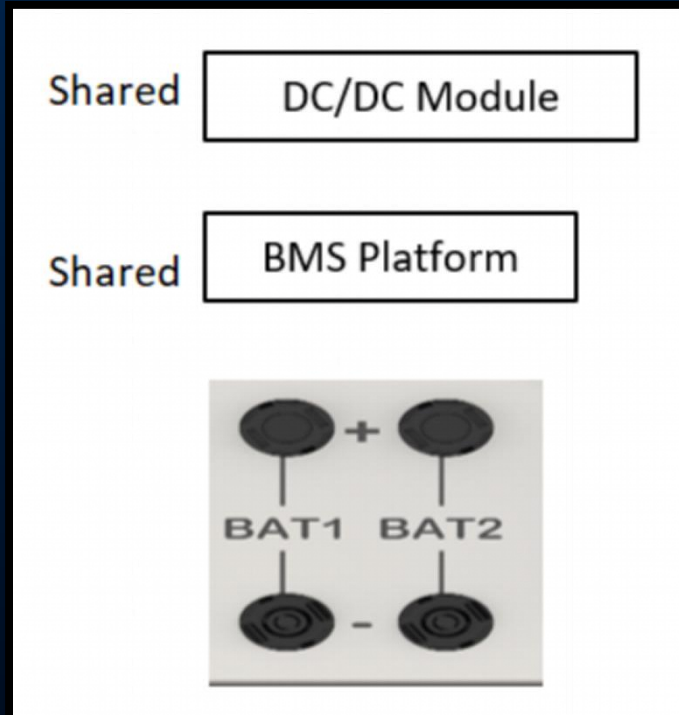 Shared DC/DC Module
Shared BMS Platform
+
BAT1 BAT2
-